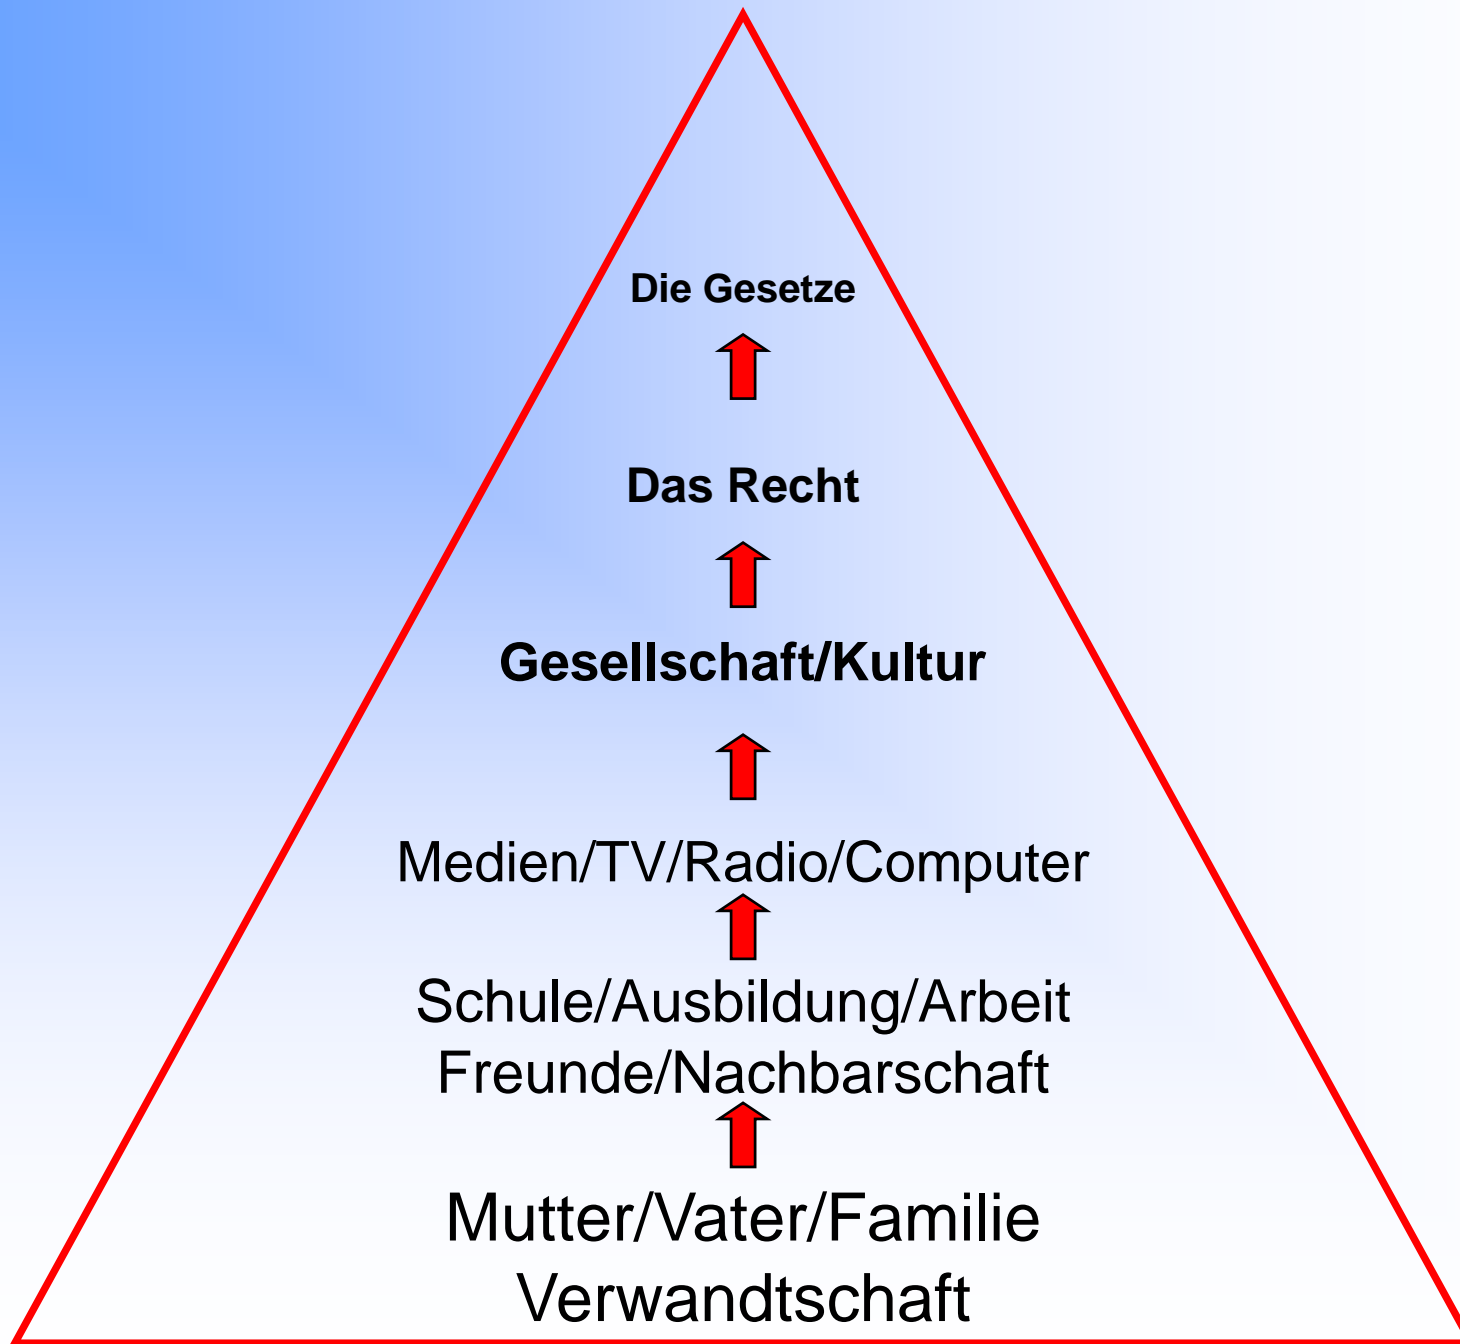 Die Gesetze
Das Recht
Gesellschaft/Kultur
Medien/TV/Radio/Computer
Schule/Ausbildung/Arbeit
Freunde/Nachbarschaft
Mutter/Vater/Familie
Verwandtschaft